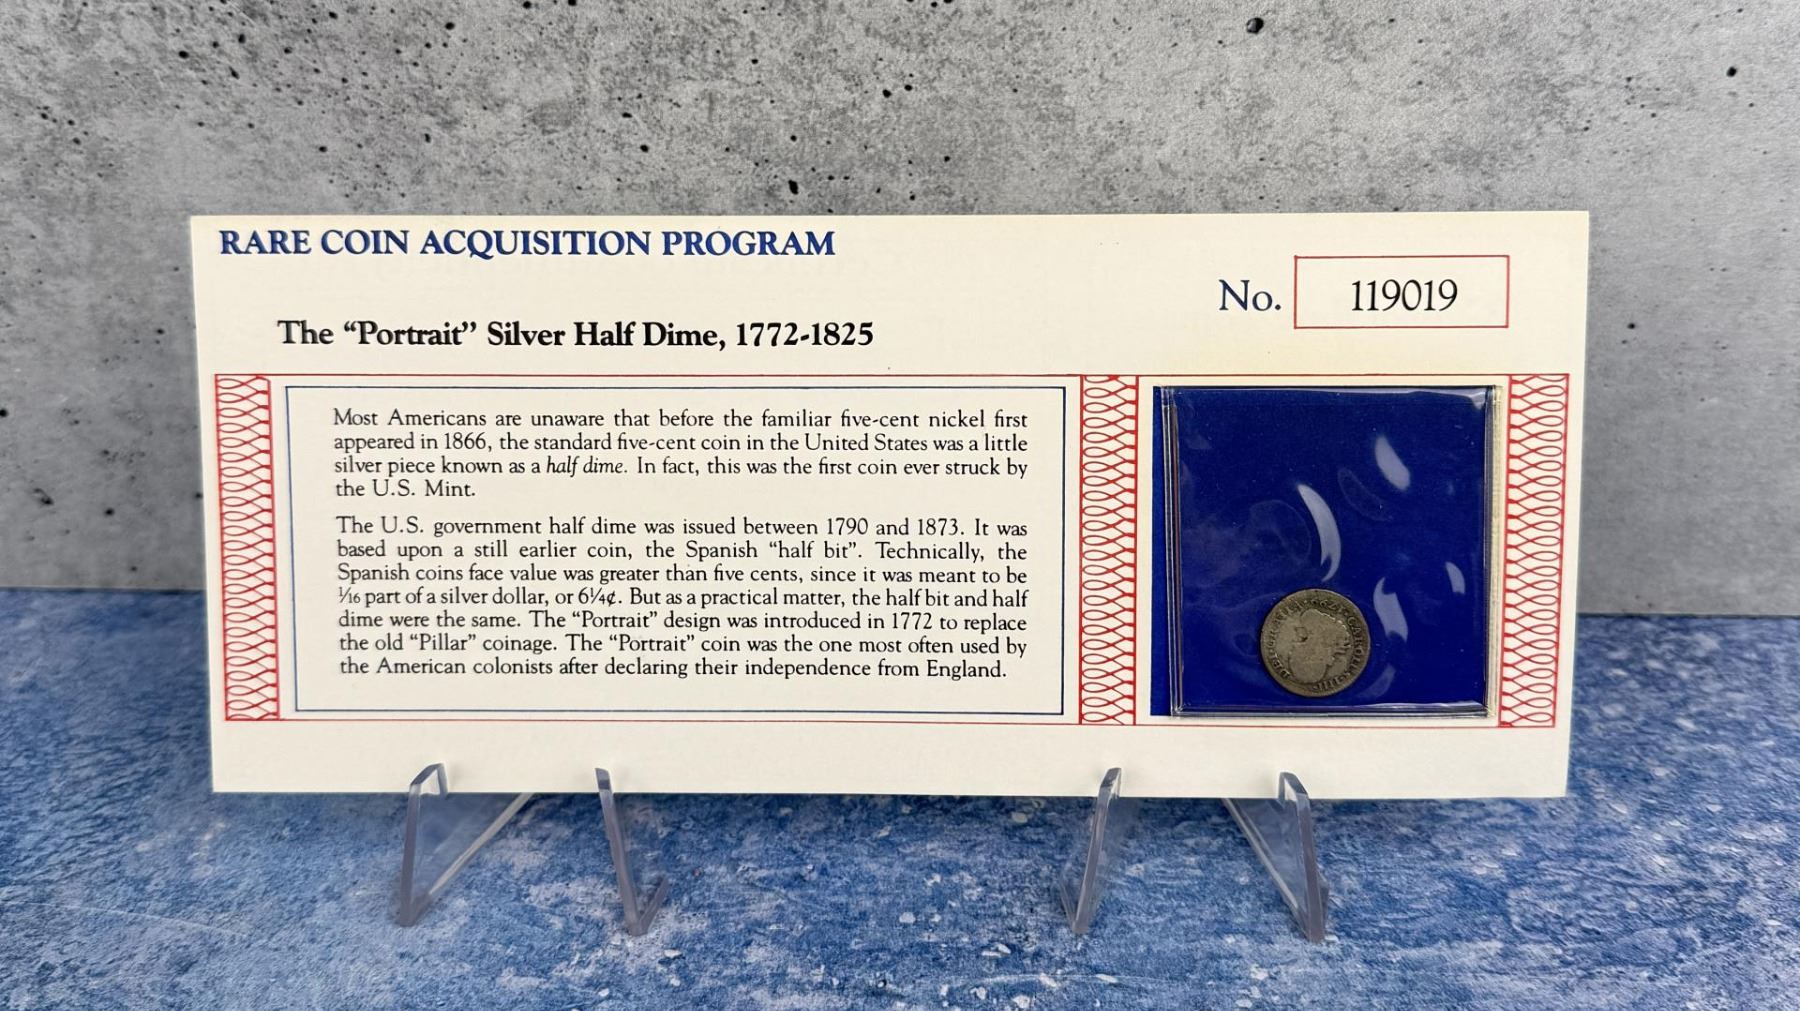 RARE COIN ACQUISITION PROGRAM
No. 119019
The “Portrait” Silver Half Dime, 1772-1825
Most Americans are unaware that before the familiar five-cent nickel first
appeared in 1866, the standard five-cent coin in the United States was a little
silver piece known as a half dime. In fact, this was the first coin ever struck by
the U.S. Mint.
The U.S. government half dime was issued between 1790 and 1873. It was
based upon a still earlier coin, the Spanish “half bit”. Technically, the
Spanish coins face value was greater than five cents, since it was meant to be
1/16 part of a silver dollar, or 6¼¢. But as a practical matter, the half bit and half
dime were the same. The “Portrait” design was introduced in 1772 to replace
the old “Pillar” coinage. The “Portrait” coin was the one most often used by
the American colonists after declaring their independence from England.